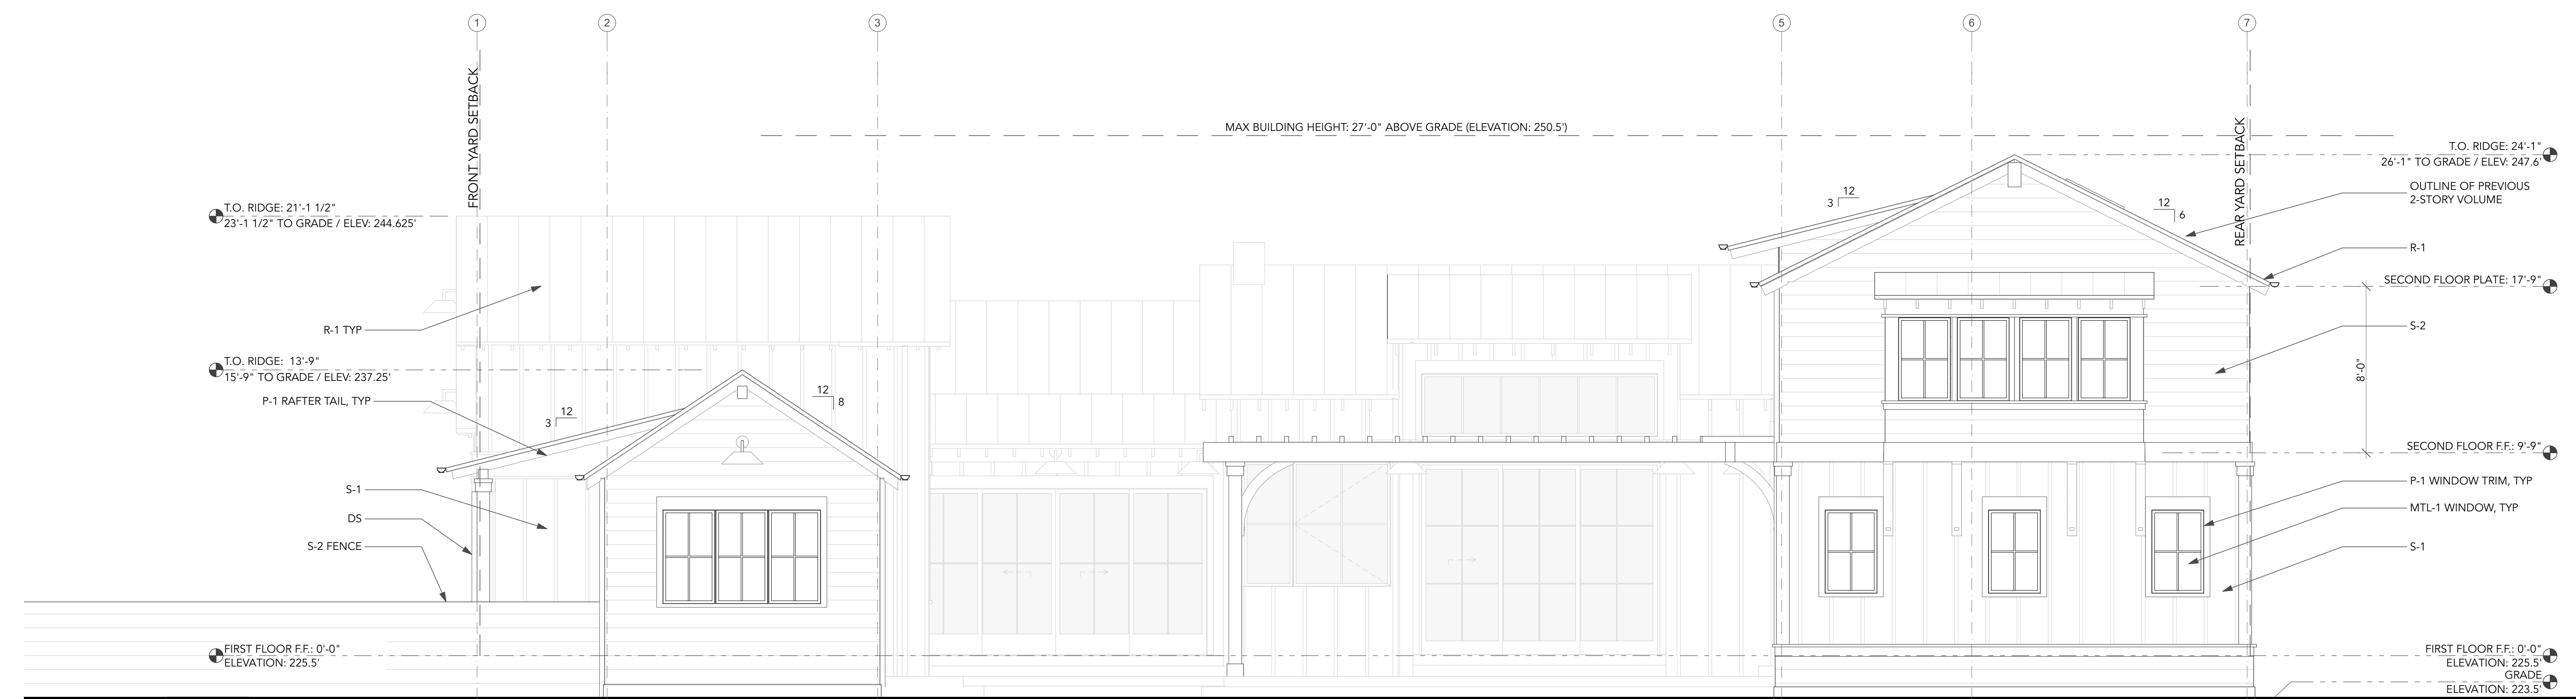 1
2
3
5
6
7
FRONT YARD SETBACK
MAX BUILDING HEIGHT: 27'-0" ABOVE GRADE (ELEVATION: 250.5')
REAR YARD SETBACK
T.O. RIDGE: 21'-1 1/2"
23'-1 1/2" TO GRADE / ELEV: 244.625'
R-1 TYP
T.O. RIDGE: 13'-9"
15'-9" TO GRADE / ELEV: 237.25'
P-1 RAFTER TAIL, TYP
12
3
12
8
S-1
DS
S-2 FENCE
FIRST FLOOR F.F.: 0'-0"
ELEVATION: 225.5'
12
3
12
6
T.O. RIDGE: 24'-1"
26'-1" TO GRADE / ELEV: 247.6'
OUTLINE OF PREVIOUS
2-STORY VOLUME
R-1
SECOND FLOOR PLATE: 17'-9"
S-2
8'-0"
SECOND FLOOR F.F.: 9'-9"
P-1 WINDOW TRIM, TYP
MTL-1 WINDOW, TYP
S-1
FIRST FLOOR F.F.: 0'-0"
ELEVATION: 225.5'
GRADE
ELEVATION: 223.5'